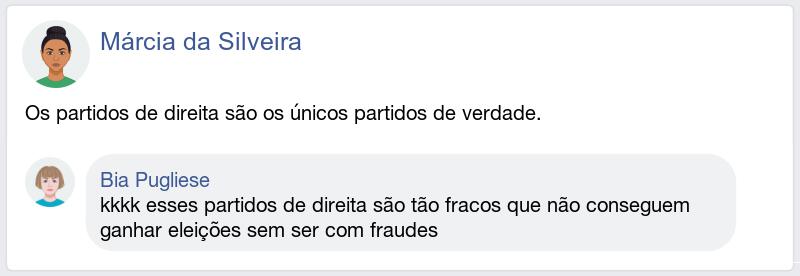 Márcia da Silveira
Os partidos de direita são os únicos partidos de verdade.
Bia Pugliese
kkkk esses partidos de direita são tão fracos que não conseguem
ganhar eleições sem ser com fraudes